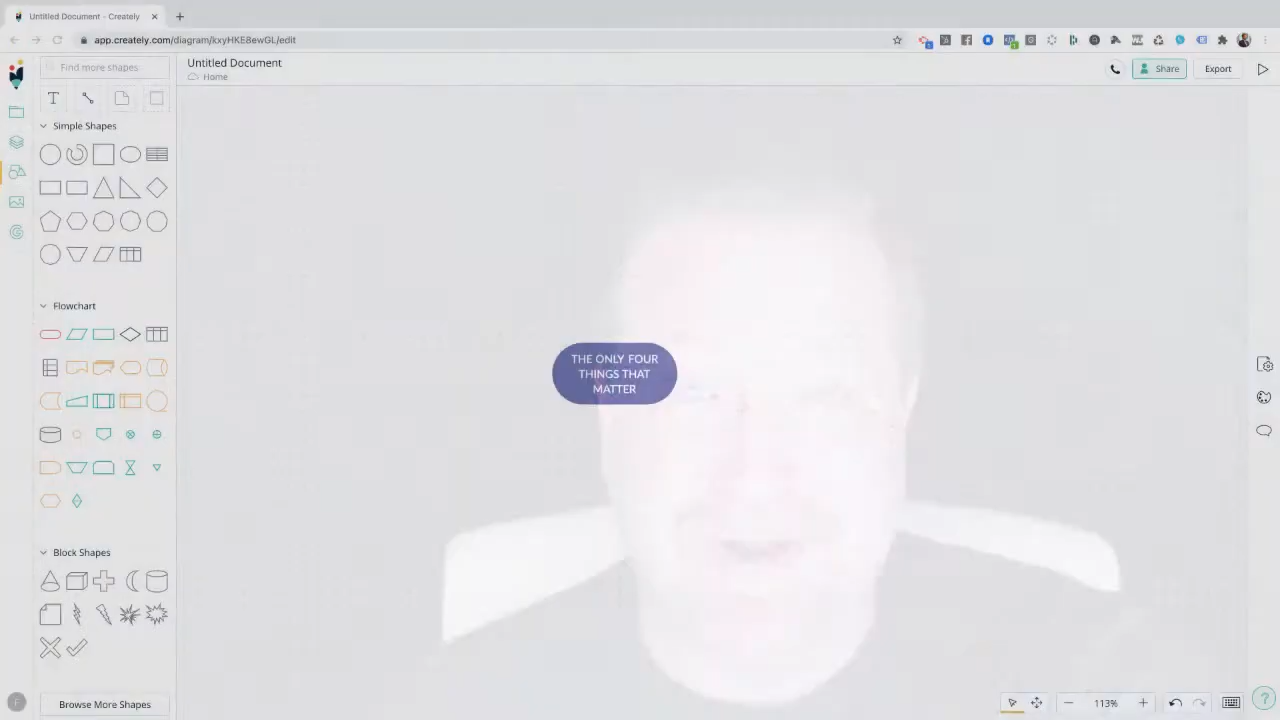 Untitled Document - Creately
app.creately.com/diagram/kxyHKE8ewGL/edit
Find more shapes
Untitled Document
Home
Share
Export
T
Simple Shapes
Flowchart
THE ONLY FOUR
THINGS THAT
MATTER
Block Shapes
Browse More Shapes
113%
F
?